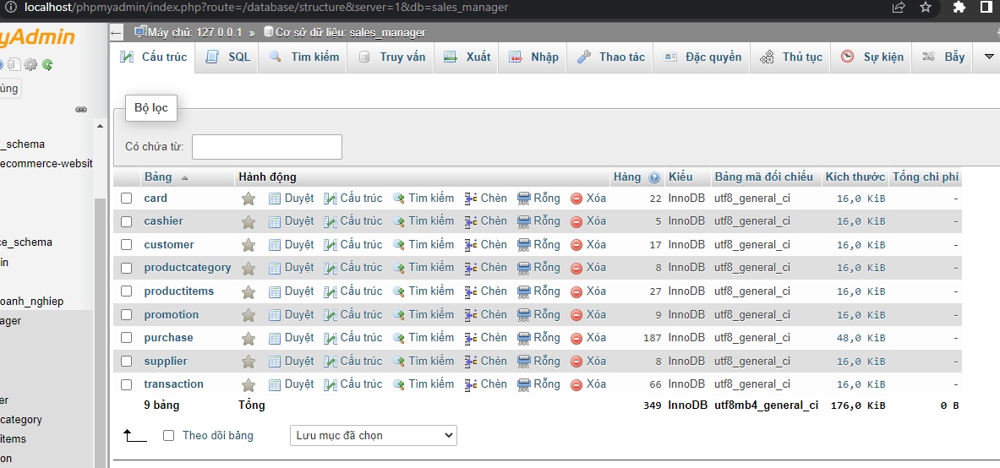 localhost/phpmyadmin/index.php?route=/database/structure&server=1&db=sales_manager
yAdmin
Máy chủ: 127.0.0.1 » Cơ sở dữ liệu: sales_manager
Cấu trúc SQL Tìm kiếm Truy vấn Xuất Nhập Thao tác Đặc quyền Thủ tục Sự kiện Bẫy
ùng
Bộ lọc
_schema
Có chứa từ:
ecommerce-websit
Bảng Hành động Hàng Kiểu Bảng mã đối chiếu Kích thước Tổng chi phí
card Duyệt Cấu trúc Tìm kiếm Chèn Rỗng Xóa 22 InnoDB utf8_general_ci 16,0 KiB -
cashier Duyệt Cấu trúc Tìm kiếm Chèn Rỗng Xóa 5 InnoDB utf8_general_ci 16,0 KiB -
ce_schema
customer Duyệt Cấu trúc Tìm kiếm Chèn Rỗng Xóa 17 InnoDB utf8_general_ci 16,0 KiB -
in
productcategory Duyệt Cấu trúc Tìm kiếm Chèn Rỗng Xóa 8 InnoDB utf8_general_ci 16,0 KiB -
productitems Duyệt Cấu trúc Tìm kiếm Chèn Rỗng Xóa 27 InnoDB utf8_general_ci 16,0 KiB -
oanh_nghiep
promotion Duyệt Cấu trúc Tìm kiếm Chèn Rỗng Xóa 9 InnoDB utf8_general_ci 16,0 KiB -
ager
purchase Duyệt Cấu trúc Tìm kiếm Chèn Rỗng Xóa 187 InnoDB utf8_general_ci 48,0 KiB -
supplier Duyệt Cấu trúc Tìm kiếm Chèn Rỗng Xóa 8 InnoDB utf8_general_ci 16,0 KiB -
transaction Duyệt Cấu trúc Tìm kiếm Chèn Rỗng Xóa 66 InnoDB utf8_general_ci 16,0 KiB -
er
9 bảng Tổng 349 InnoDB utf8mb4_general_ci 176,0 KiB 0 B
category
items
Theo dõi bảng Lưu mục đã chọn
on